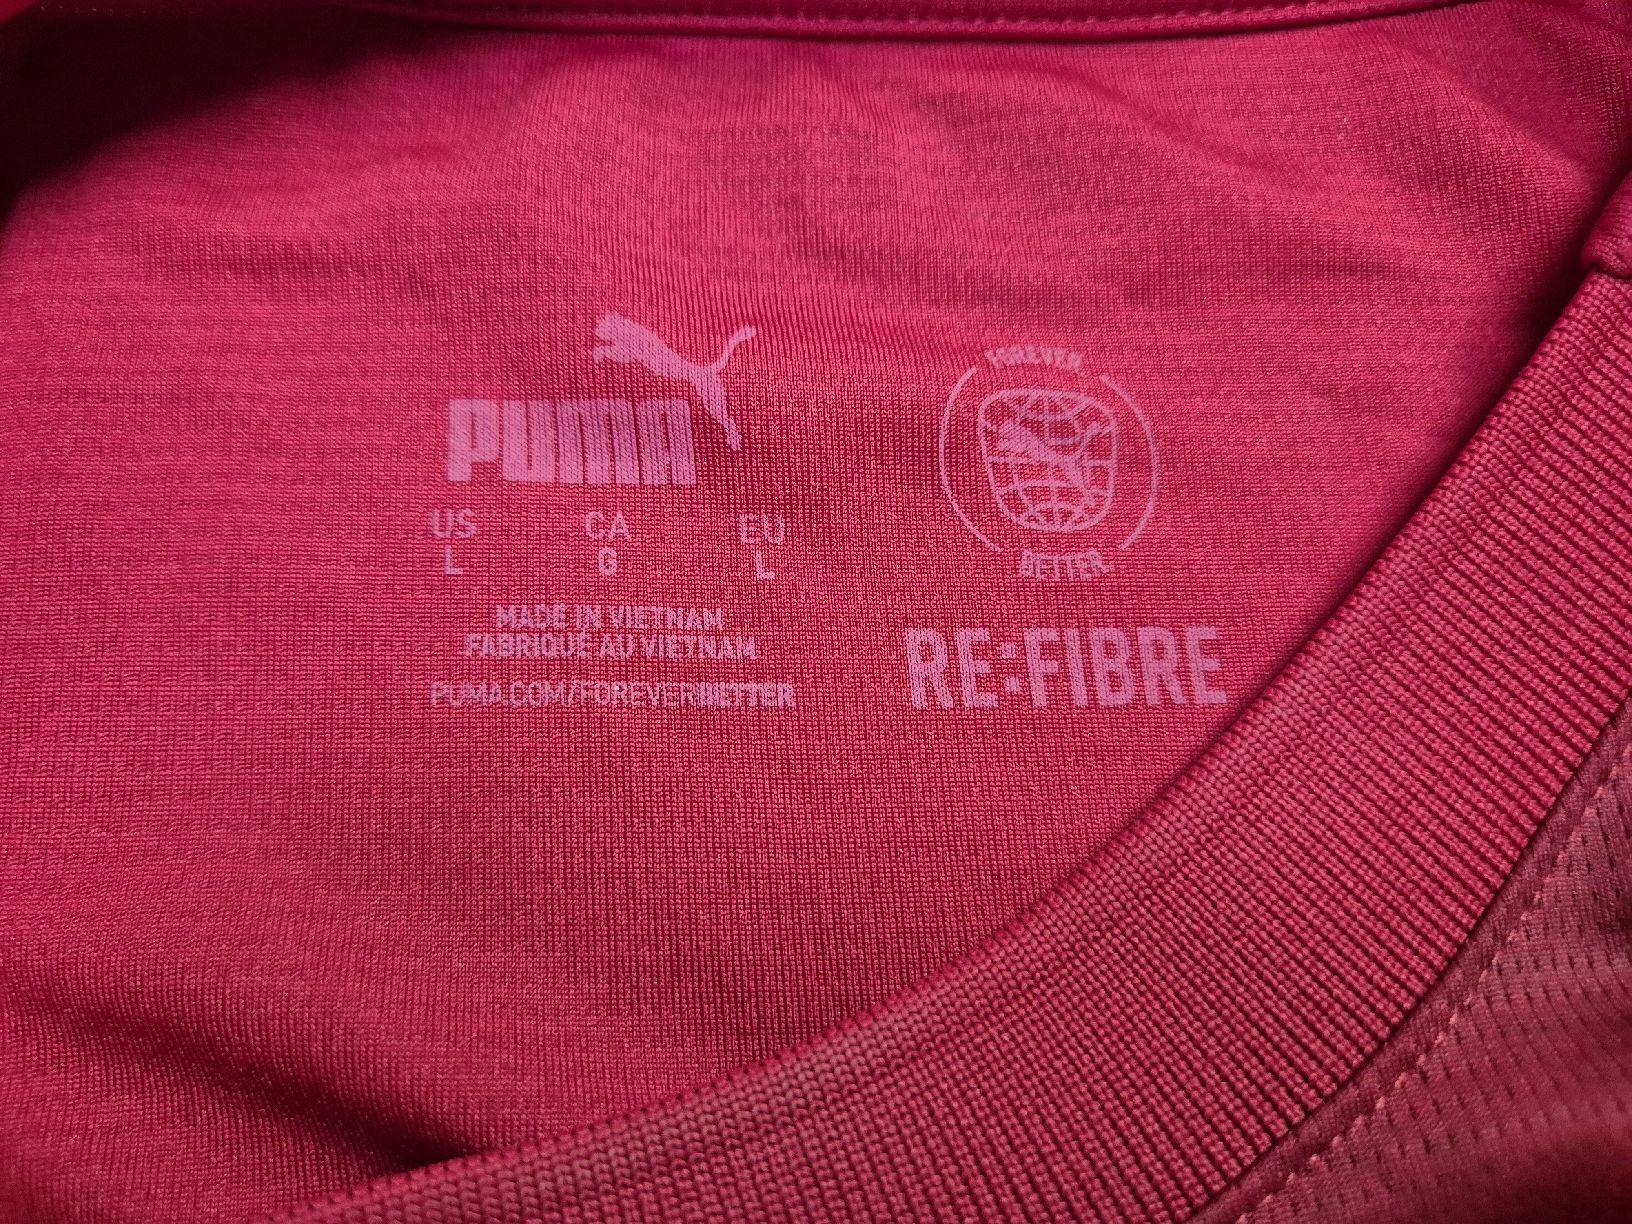 PUMA
US CA EU
L G L
MADE IN VIETNAM
FABRIQUÉ AU VIETNAM
PUMA.COM/FOREVERBETTER
FOREVER.
BETTER.
RE:FIBRE